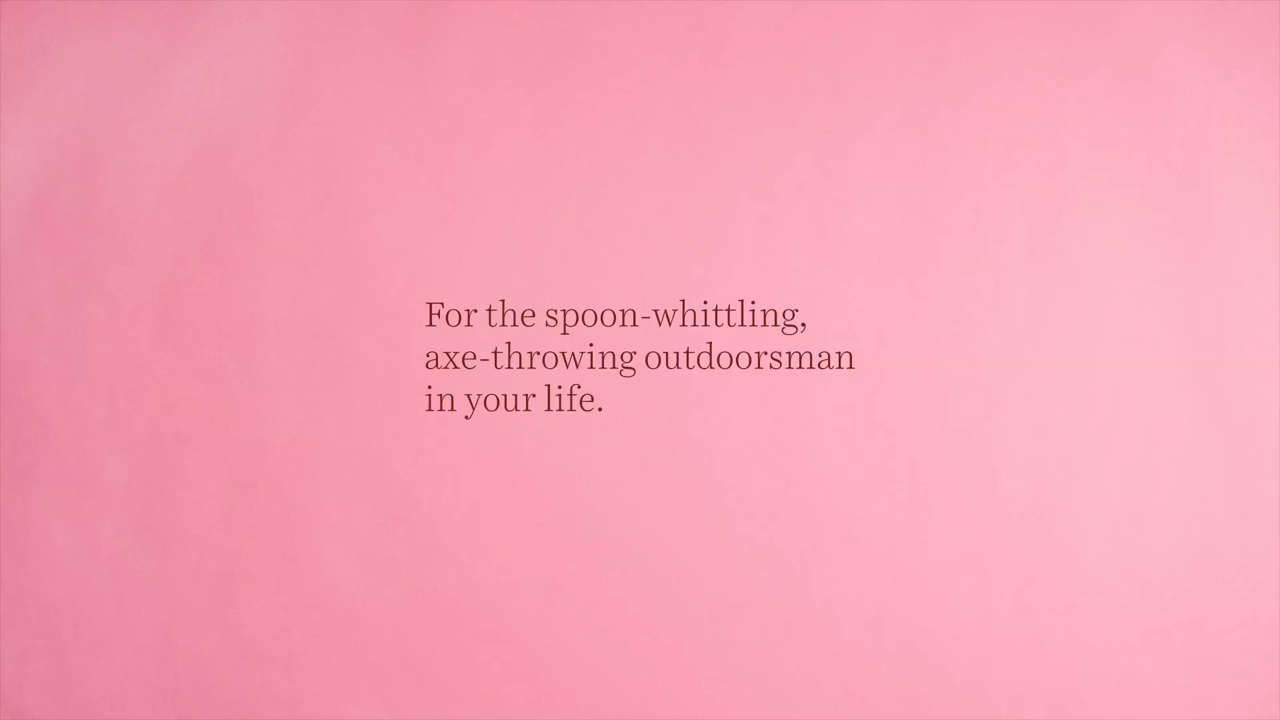 For the spoon-whittling,
axe-throwing outdoorsman
in your life.